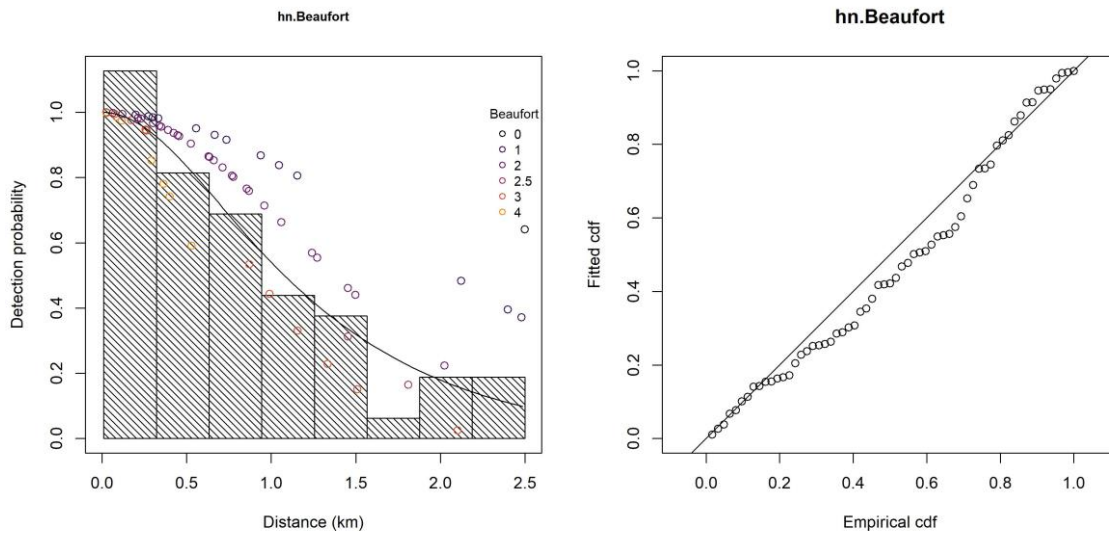 hn.Beaufort
Detection probability
0.0
0.2
0.4
0.6
0.8
1.0
Beaufort
0
1
2
2.5
3
4
0.0 0.5 1.0 1.5 2.0 2.5
Distance (km)
hn.Beaufort
Fitted cdf
0.0
0.2
0.4
0.6
0.8
1.0
0.0 0.2 0.4 0.6 0.8 1.0
Empirical cdf